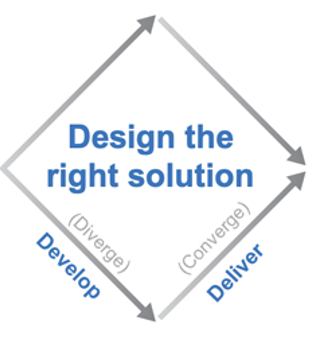 Design the
right solution
(Diverge)
Develop
(Converge)
Deliver